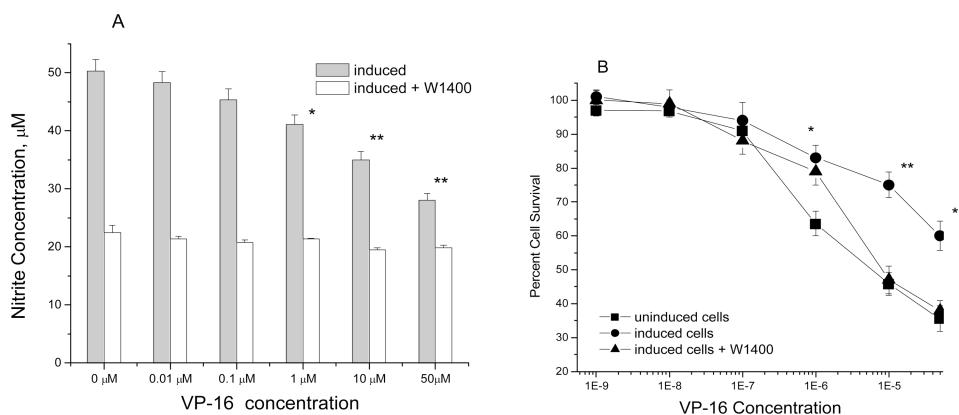 A
Nitrite Concentration, μM
50
40
30
20
10
0
induced
induced + W1400
*
**
**
0 μM
0.01 μM
0.1 μM
1 μM
10 μM
50μM
VP-16 concentration
B
Percent Cell Survival
100
90
80
70
60
50
40
30
20
*
**
*
uninduced cells
induced cells
induced cells + W1400
1E-9
1E-8
1E-7
1E-6
1E-5
VP-16 Concentration